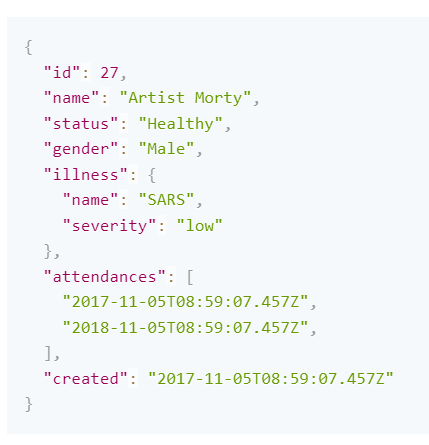 {
  "id": 27,
  "name": "Artist Morty",
  "status": "Healthy",
  "gender": "Male",
  "illness": {
    "name": "SARS",
    "severity": "low"
  },
  "attendances": [
    "2017-11-05T08:59:07.457Z",
    "2018-11-05T08:59:07.457Z",
  ],
  "created": "2017-11-05T08:59:07.457Z"
}